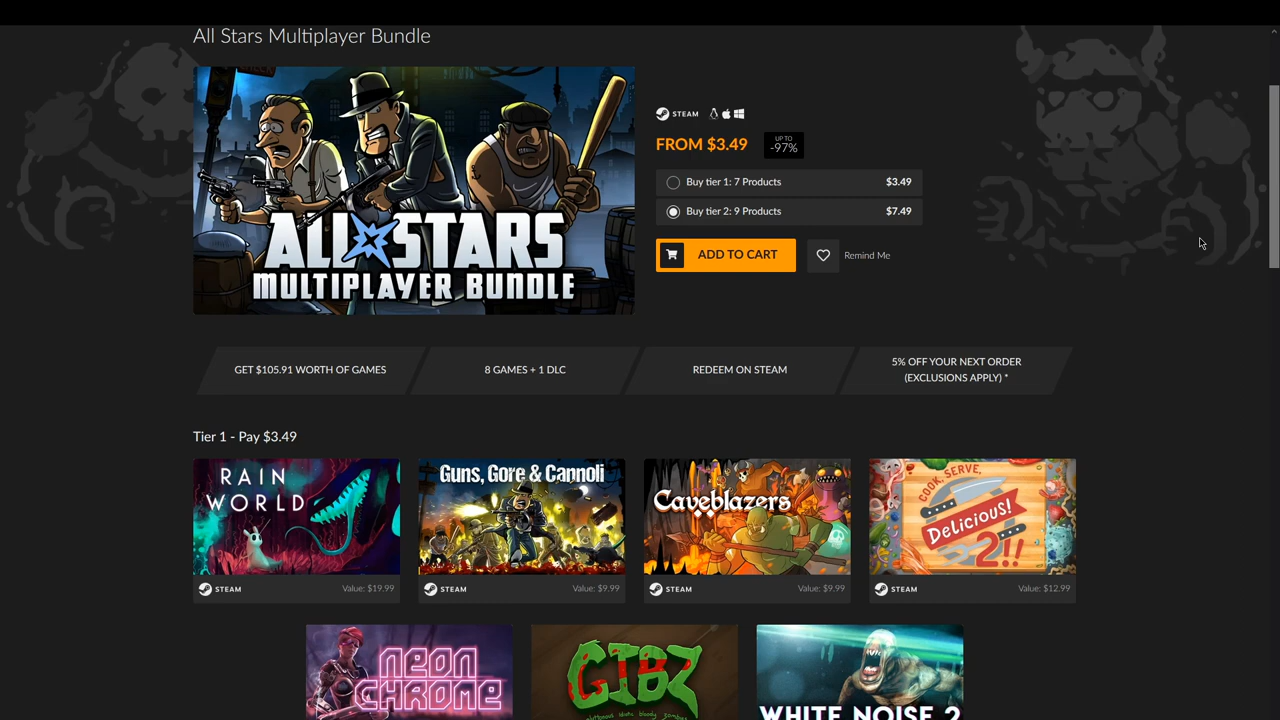 All Stars Multiplayer Bundle
ALL STARS
MULTIPLAYER BUNDLE
STEAM
FROM $3.49
UP TO
-97%
Buy tier 1: 7 Products $3.49
Buy tier 2: 9 Products $7.49
ADD TO CART
Remind Me
GET $105.91 WORTH OF GAMES
8 GAMES + 1 DLC
REDEEM ON STEAM
5% OFF YOUR NEXT ORDER
(EXCLUSIONS APPLY) *
Tier 1 - Pay $3.49
RAIN
WORLD
STEAM Value: $19.99
Guns, Gore & Cannoli
STEAM Value: $9.99
Caveblazers
STEAM Value: $9.99
COOK, SERVE,
Delicious!
2!!
STEAM Value: $12.99
NEON
CHROME
GIBZ
WHITE NOISE 2